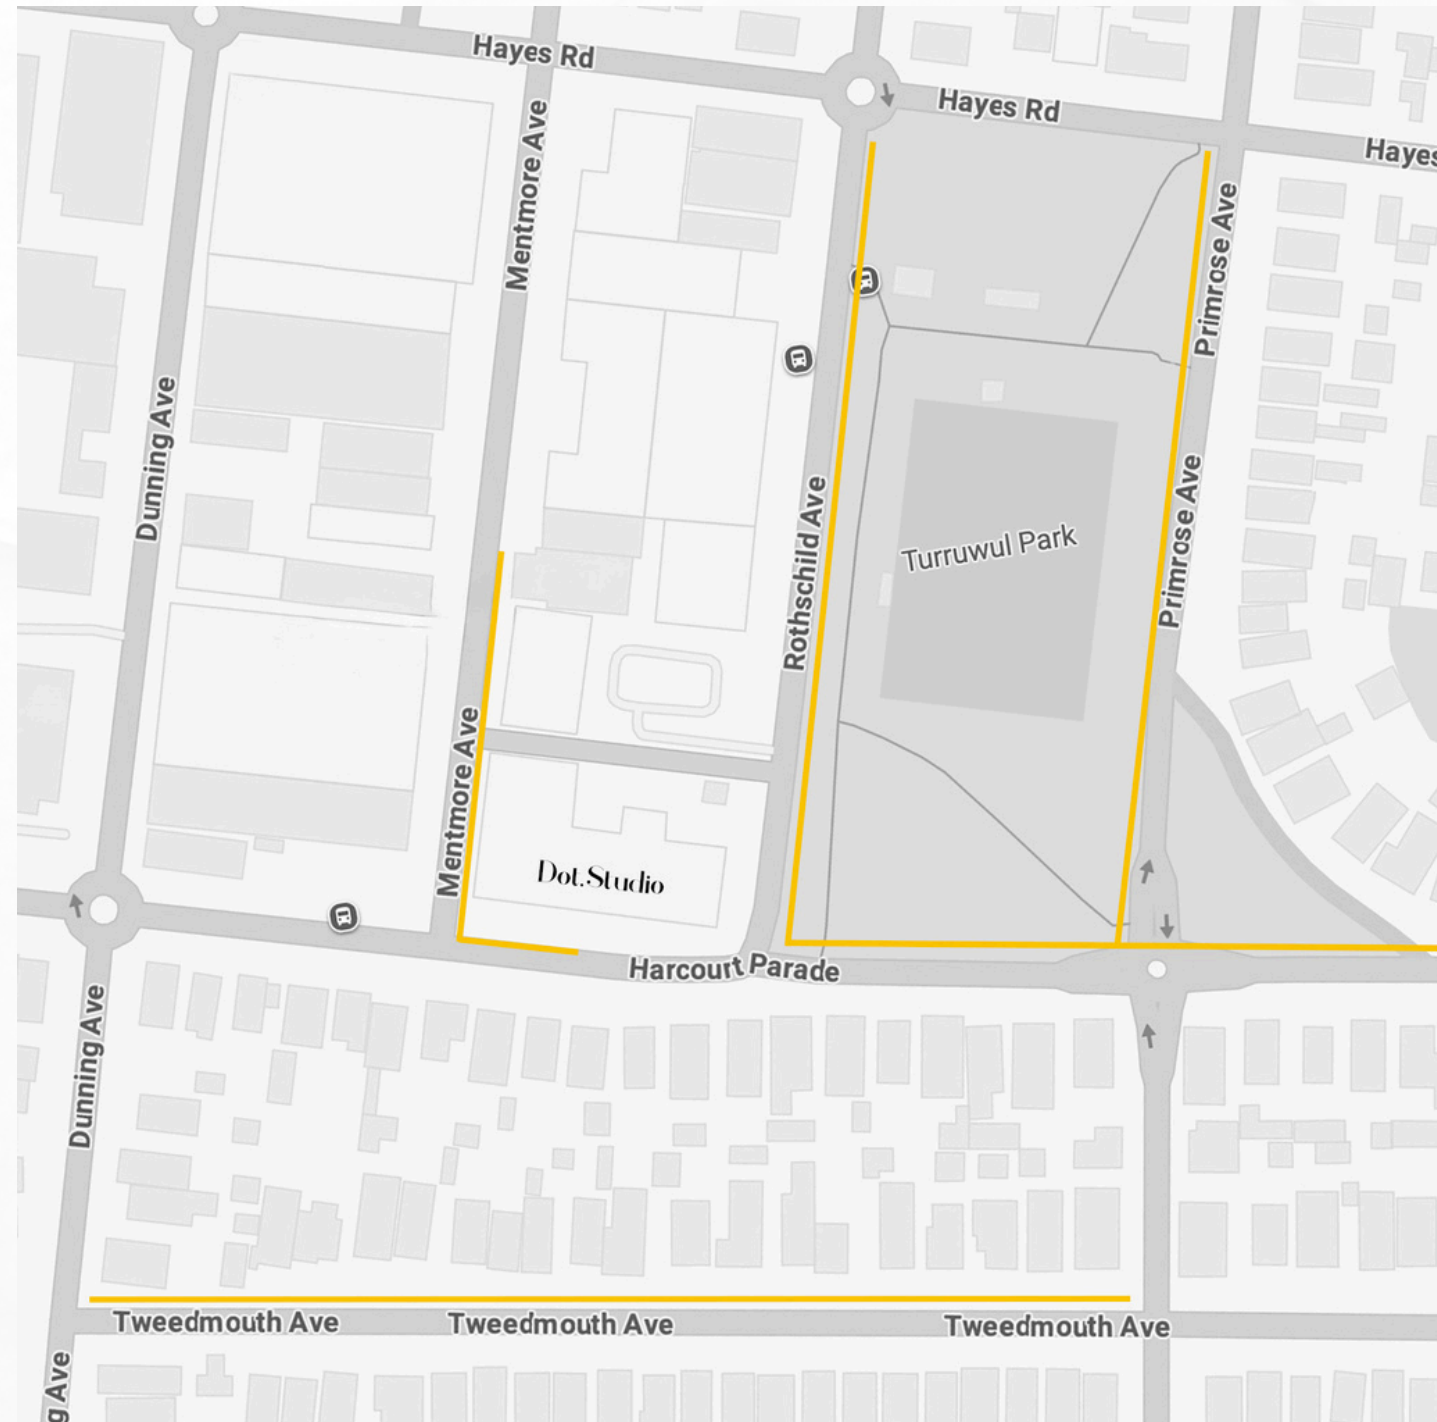 Hayes Rd
Hayes Rd
Hayes
Mentmore Ave
Primrose Ave
Dunning Ave
Rothschild Ave
Turruwul Park
Primrose Ave
Mentmore Ave
Dot.Studio
Harcourt Parade
Dunning Ave
Tweedmouth Ave
Tweedmouth Ave
Tweedmouth Ave
g Ave